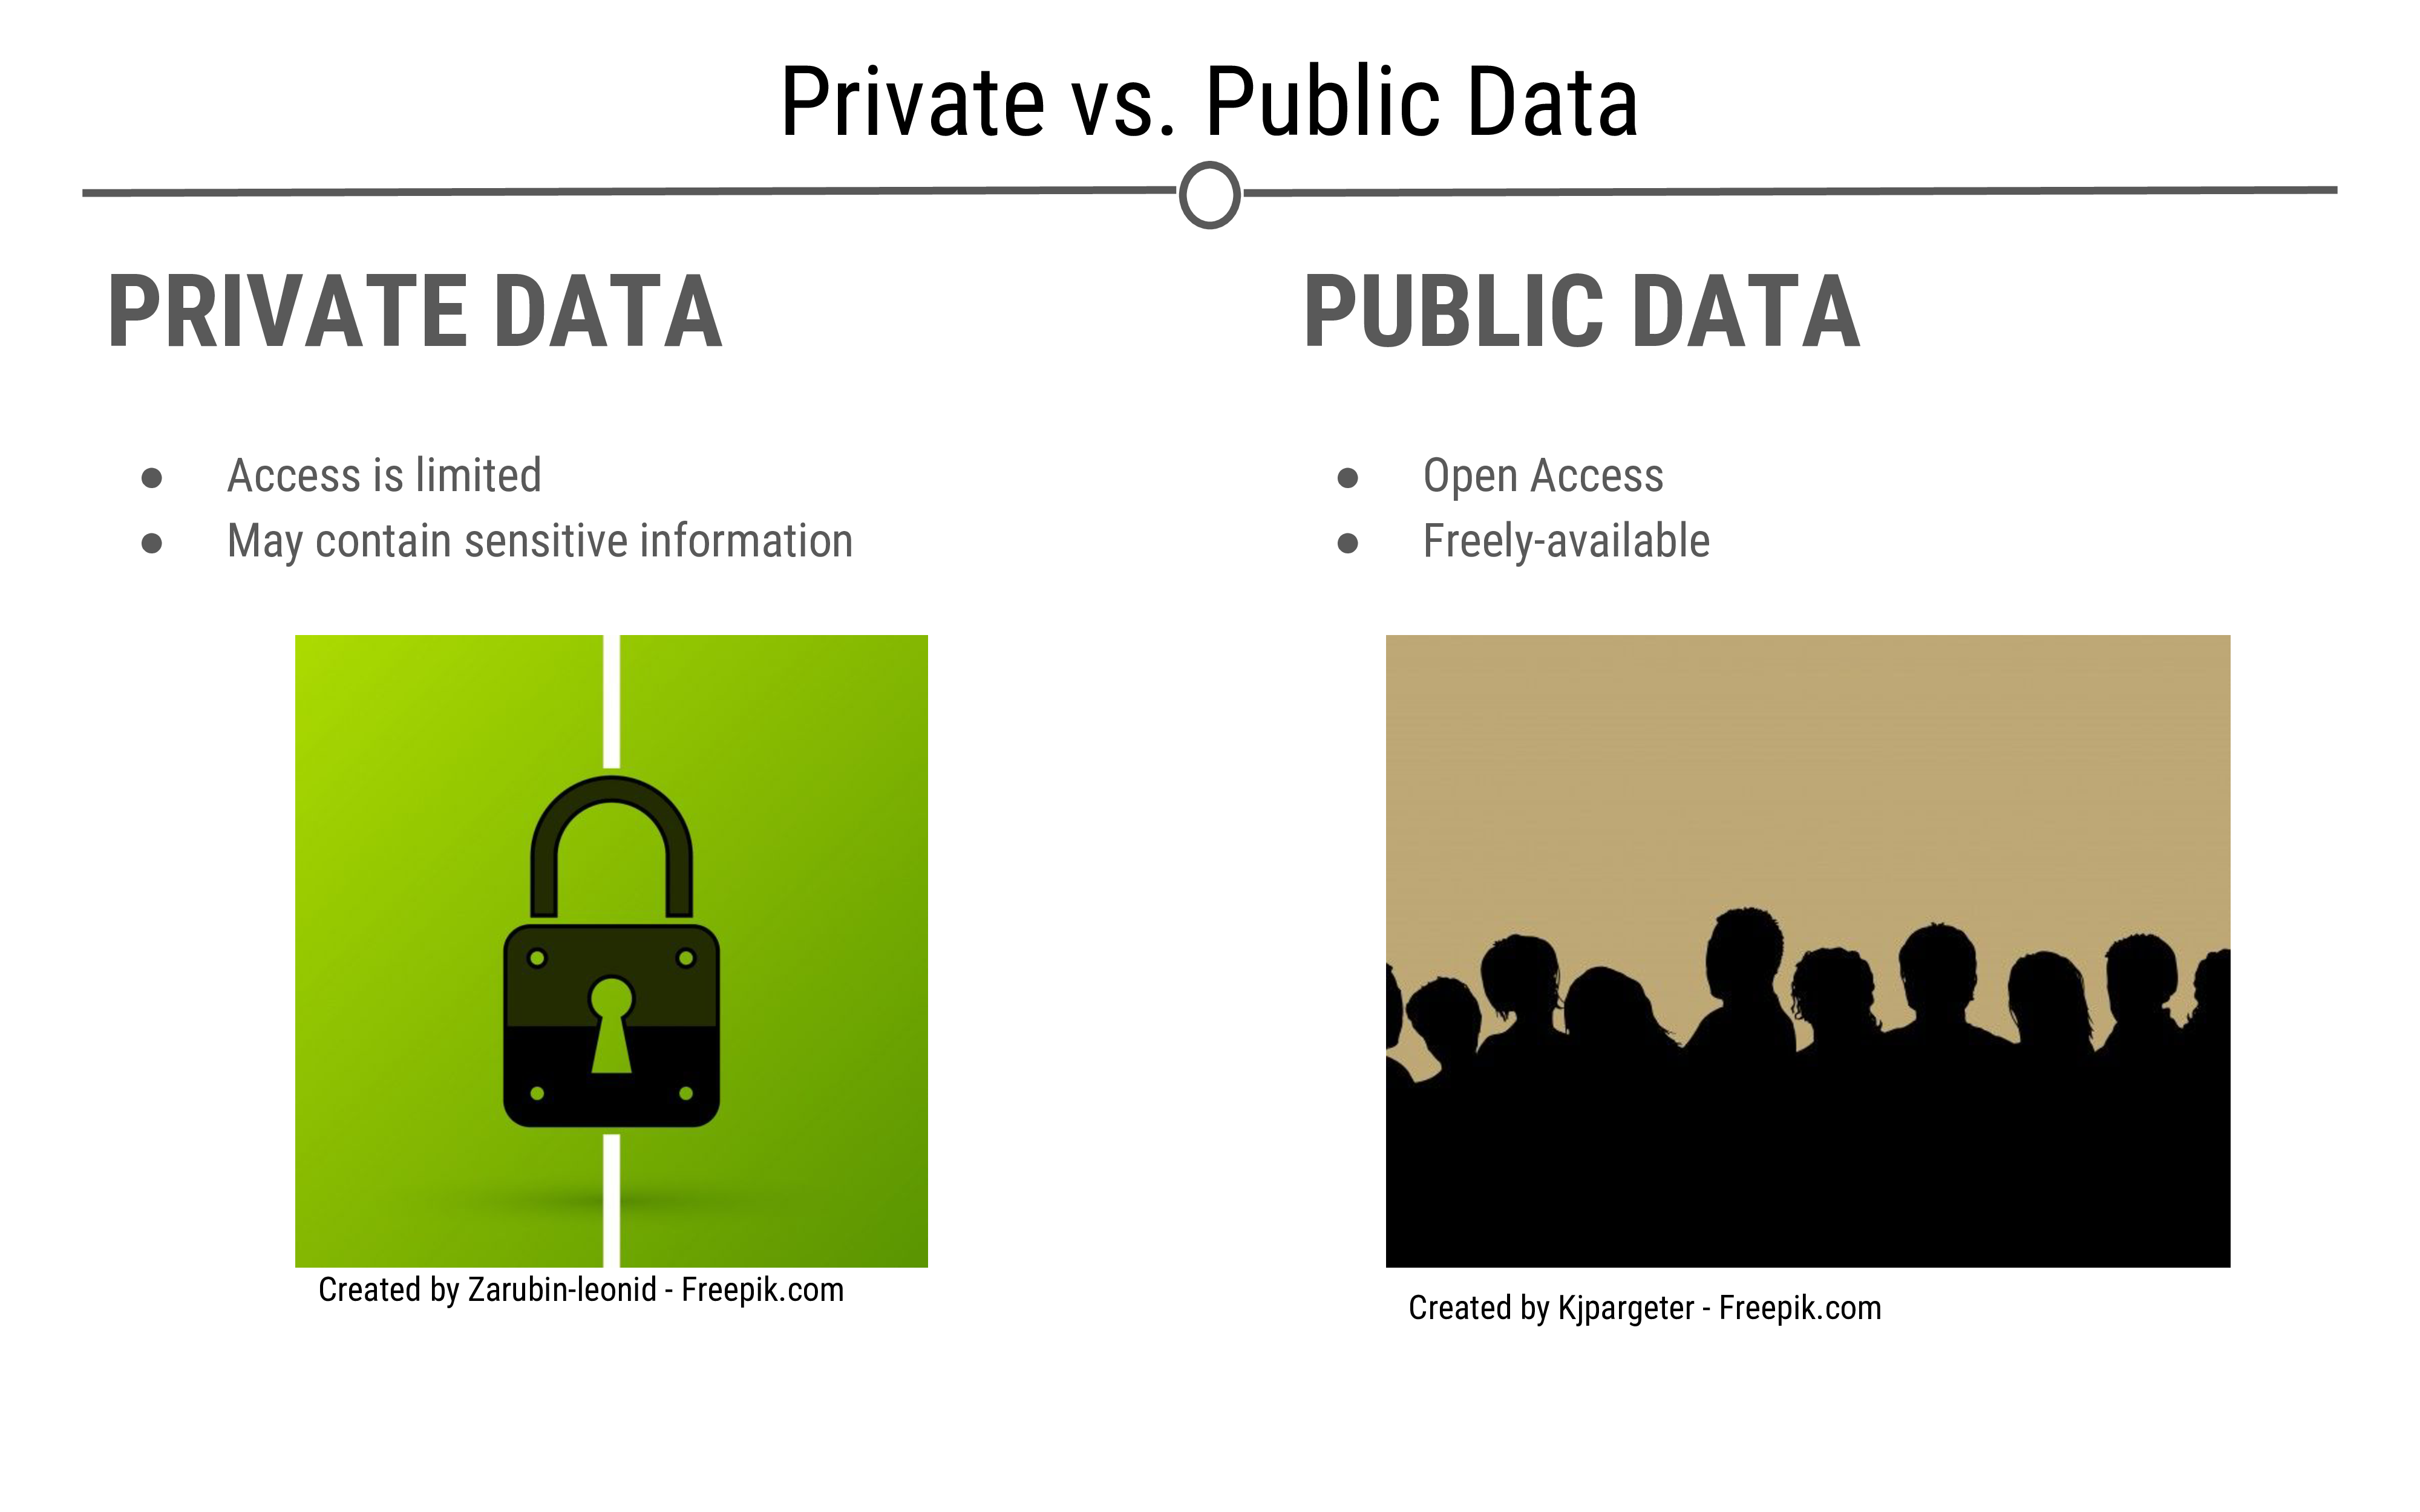 Private vs. Public Data
PRIVATE DATA
● Access is limited
● May contain sensitive information
Created by Zarubin-leonid - Freepik.com
PUBLIC DATA
● Open Access
● Freely-available
Created by Kjpargeter - Freepik.com